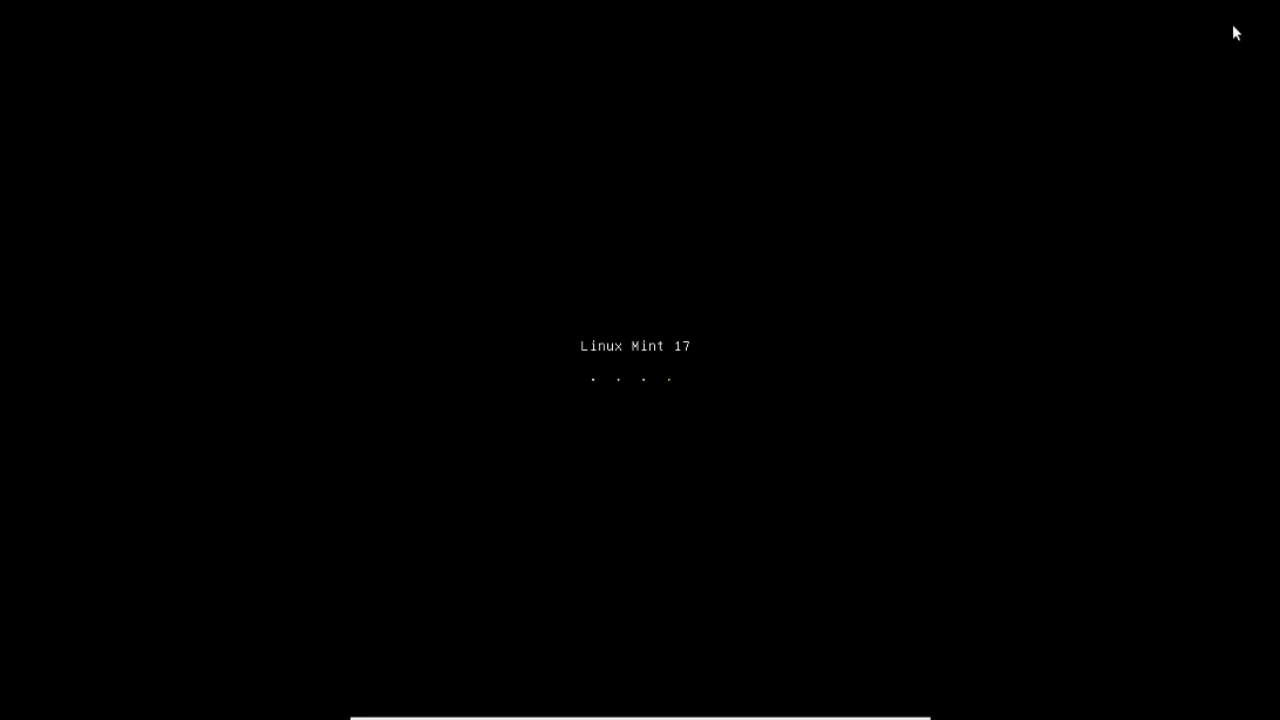 Linux Mint 17
. . . .